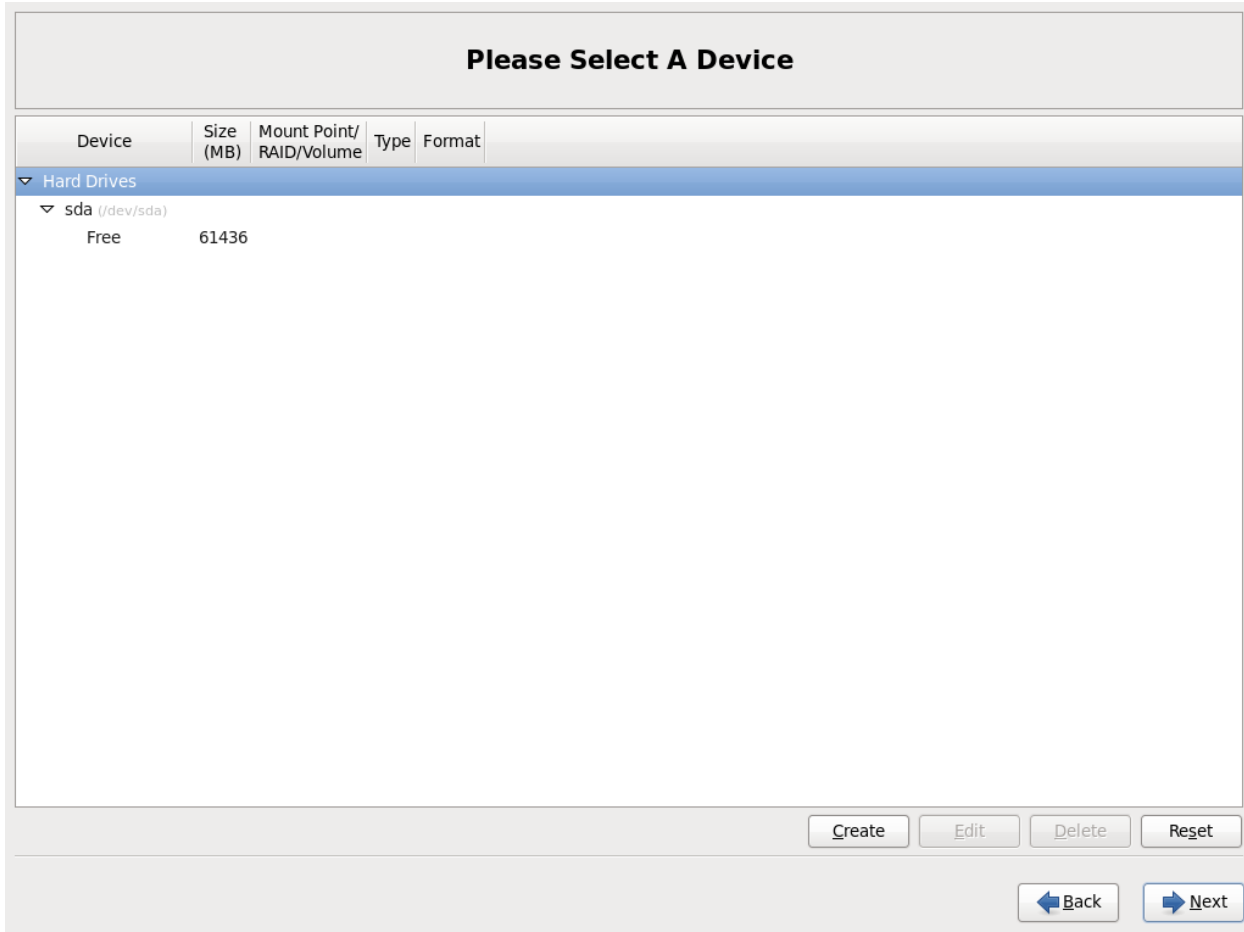 Please Select A Device
Device
Size
(MB)
Mount Point/
RAID/Volume
Type
Format
Hard Drives
sda (/dev/sda)
Free 61436
Create Edit Delete Reset
Back Next